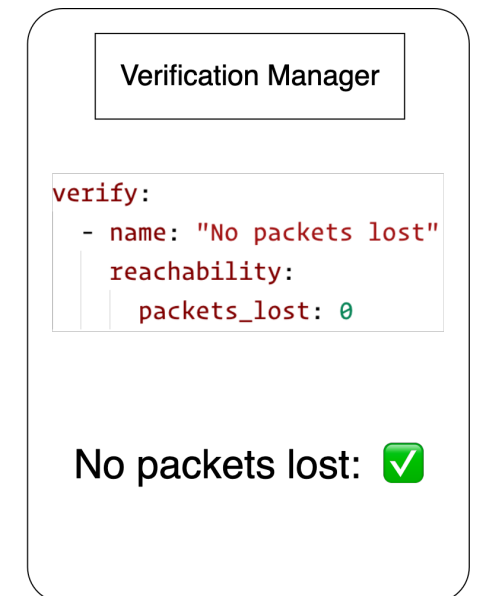 Verification Manager
verify:
  - name: "No packets lost"
    reachability:
      packets_lost: 0
No packets lost: ✅